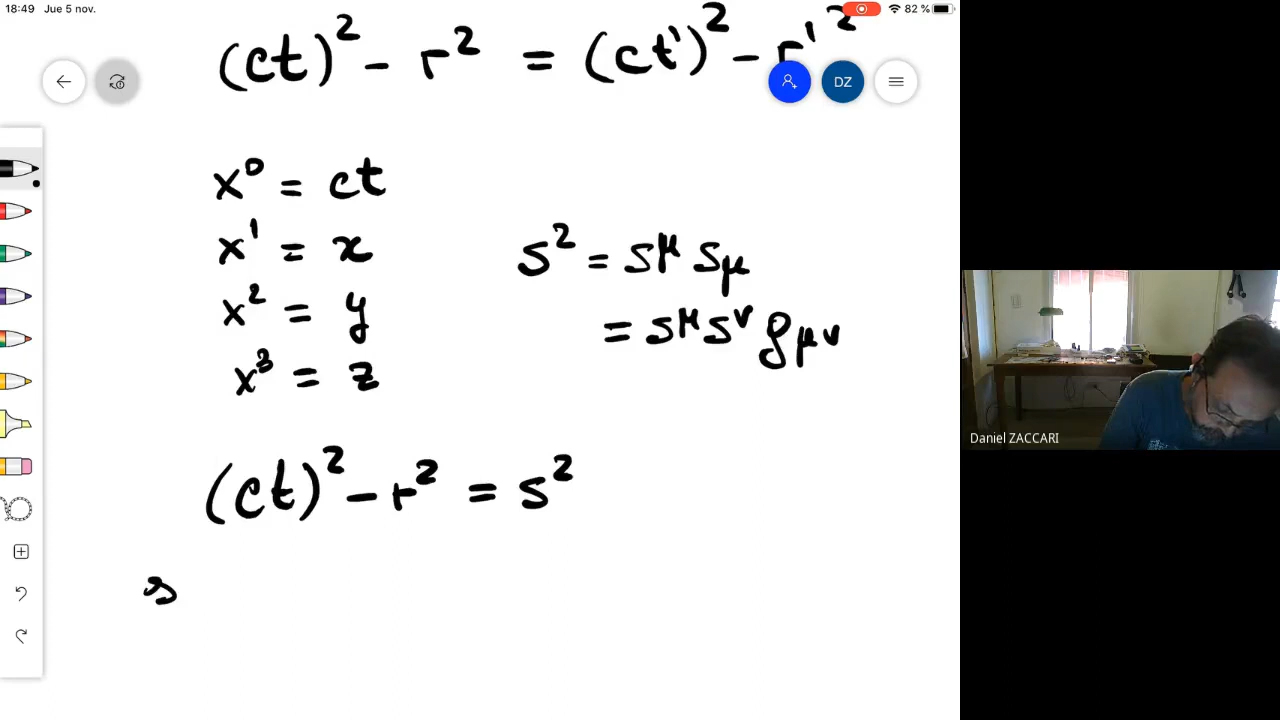 18:49 Jue 5 nov. 82 %
(ct)² - r² = (ct')² - r'²
DZ
x⁰ = ct
x¹ = x
x² = y
x³ = z
s² = s^μ s_μ
= s^μ s^ν g_μν
(ct)² - r² = s²
s
Daniel ZACCARI